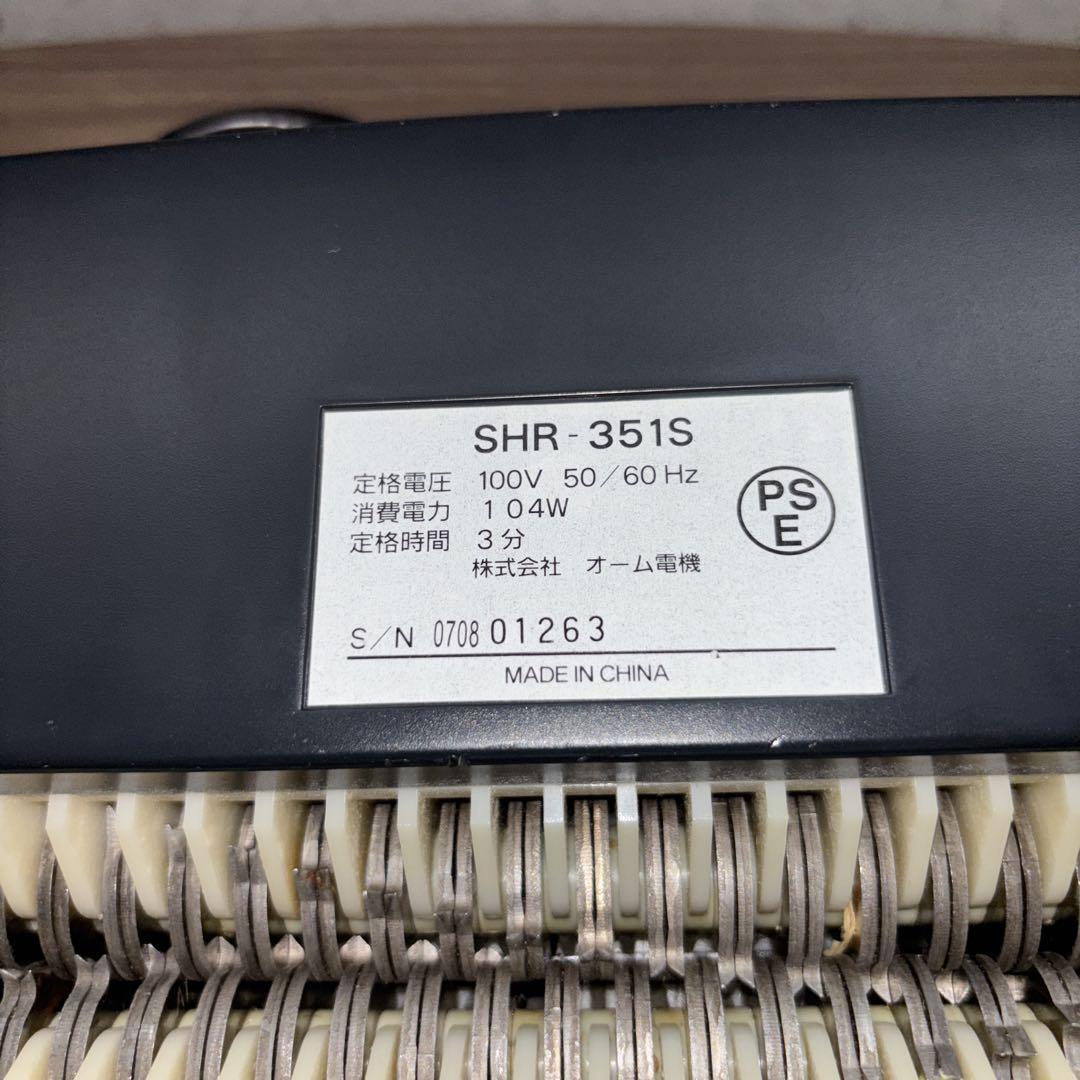 SHR-351S
定格電圧 100V 50/60Hz
消費電力 104W
定格時間 3分
株式会社 オーム電機
PS
E
S/N 0708 01263
MADE IN CHINA